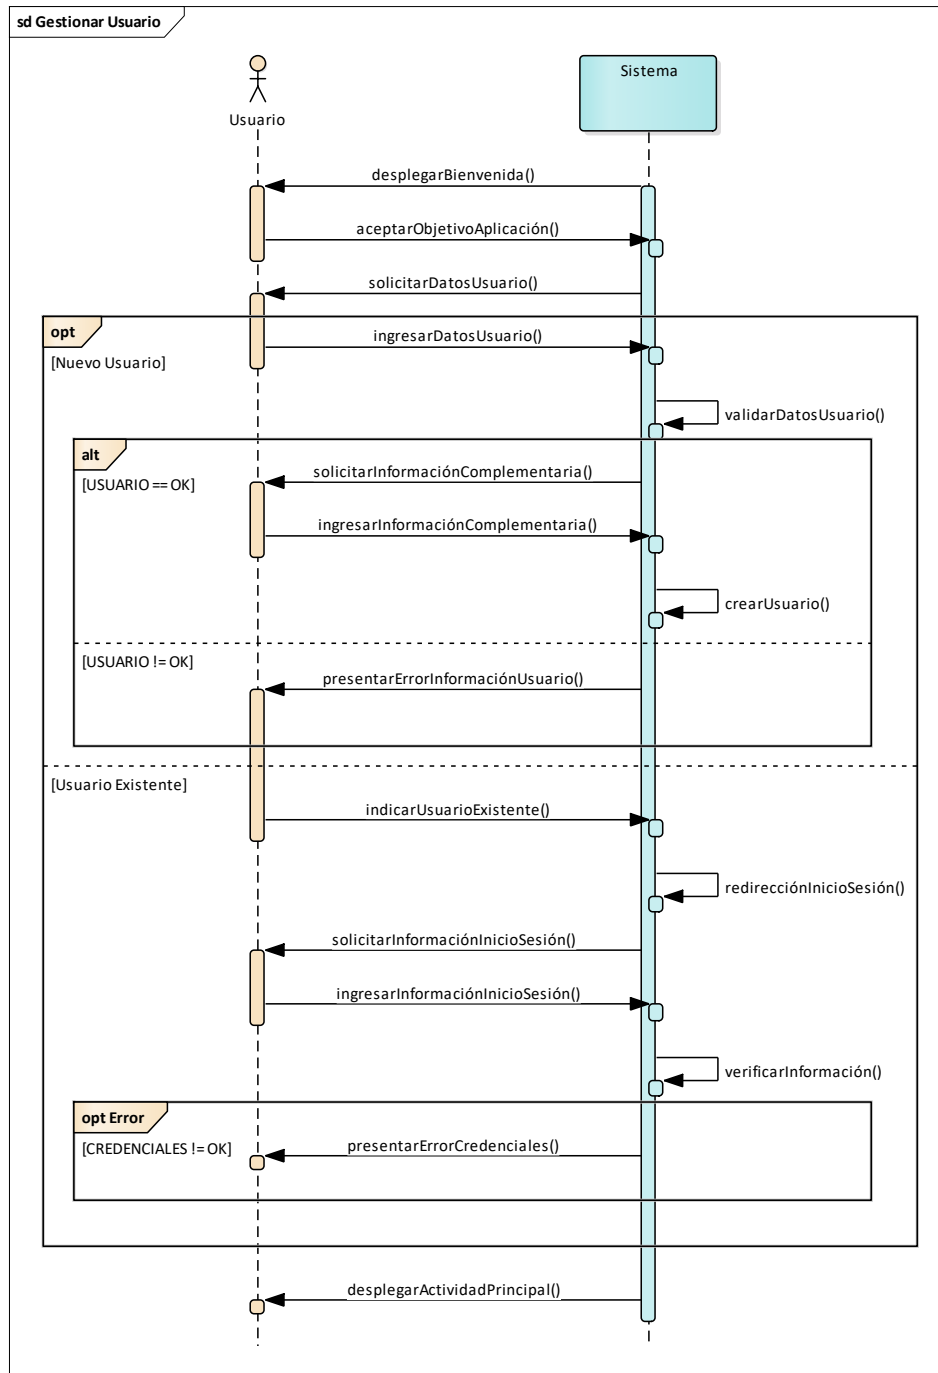 sd Gestionar Usuario
Usuario
Sistema
desplegarBienvenida()
aceptarObjetivoAplicación()
solicitarDatosUsuario()
opt
[Nuevo Usuario]
ingresarDatosUsuario()
validarDatosUsuario()
alt
[USUARIO == OK]
solicitarInformaciónComplementaria()
ingresarInformaciónComplementaria()
crearUsuario()
[USUARIO != OK]
presentarErrorInformaciónUsuario()
[Usuario Existente]
indicarUsuarioExistente()
redirecciónInicioSesión()
solicitarInformaciónInicioSesión()
ingresarInformaciónInicioSesión()
verificarInformación()
opt Error
[CREDENCIALES != OK]
presentarErrorCredenciales()
desplegarActividadPrincipal()